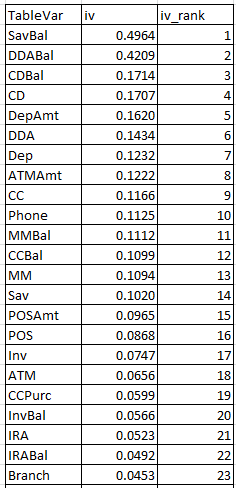 TableVar iv iv_rank
SavBal 0.4964 1
DDABal 0.4209 2
CDBal 0.1714 3
CD 0.1707 4
DepAmt 0.1620 5
DDA 0.1434 6
Dep 0.1232 7
ATMAmt 0.1222 8
CC 0.1166 9
Phone 0.1125 10
MMBal 0.1112 11
CCBal 0.1099 12
MM 0.1094 13
Sav 0.1020 14
POSAmt 0.0965 15
POS 0.0868 16
Inv 0.0747 17
ATM 0.0656 18
CCPurc 0.0599 19
InvBal 0.0566 20
IRA 0.0523 21
IRABal 0.0492 22
Branch 0.0453 23